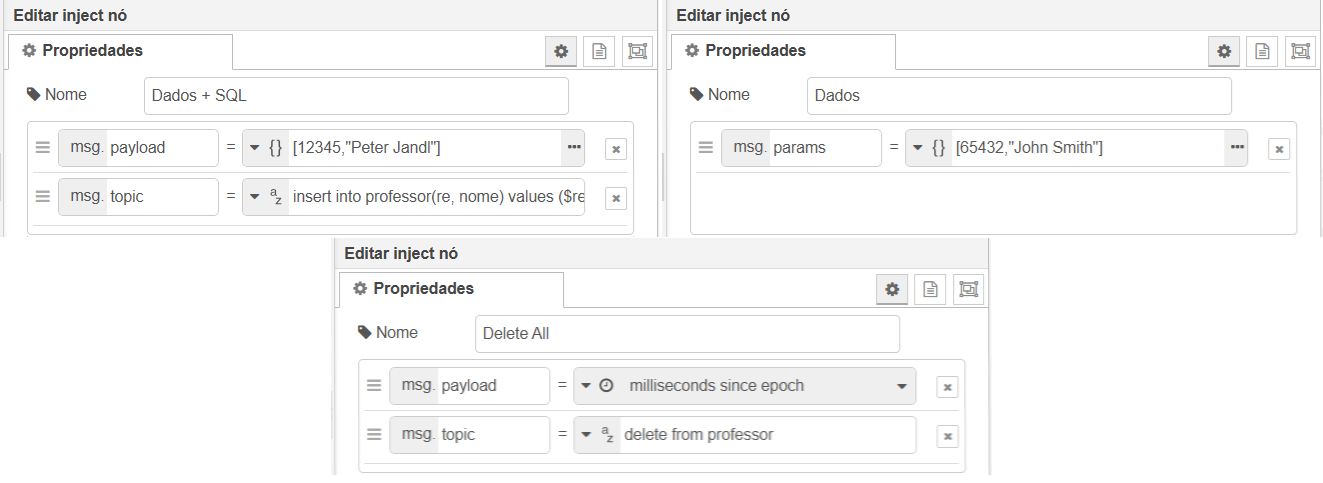 Editar inject nó
Propriedades
Nome
Dados + SQL
msg. payload = {} [12345,"Peter Jandl"]
msg. topic = az insert into professor(re, nome) values ($re
Editar inject nó
Propriedades
Nome
Dados
msg. params = {} [65432,"John Smith"]
Editar inject nó
Propriedades
Nome
Delete All
msg. payload = milliseconds since epoch
msg. topic = az delete from professor